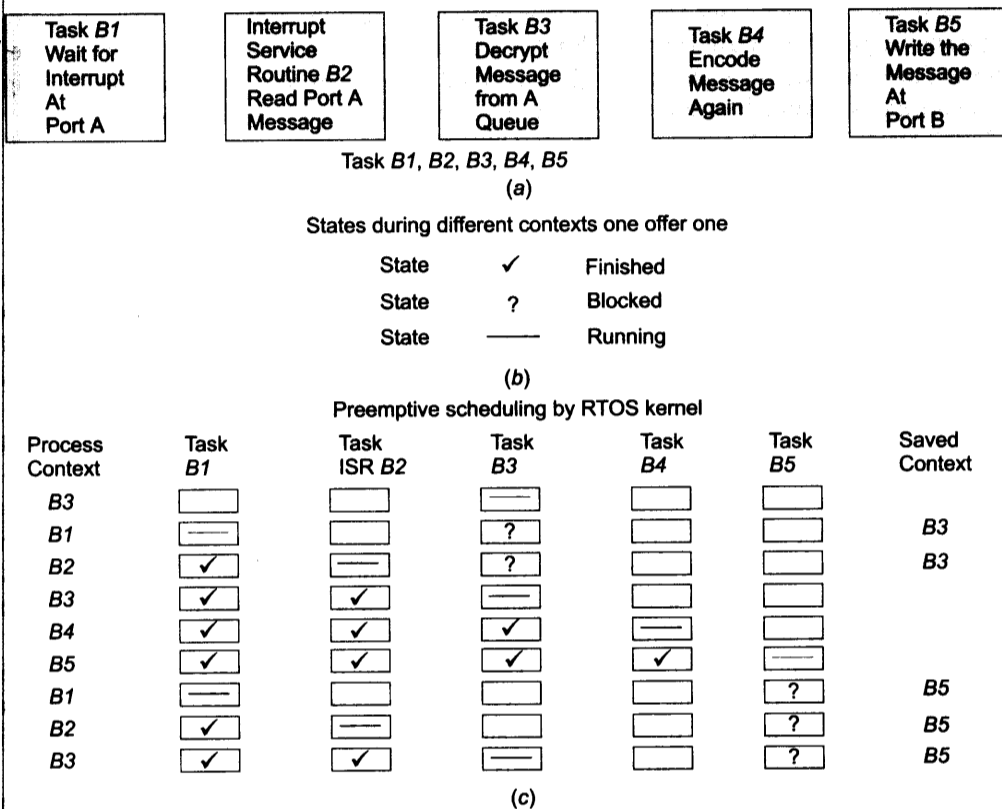 Task B1
Wait for
Interrupt
At
Port A
Interrupt
Service
Routine B2
Read Port A
Message
Task B3
Decrypt
Message
from A
Queue
Task B4
Encode
Message
Again
Task B5
Write the
Message
At
Port B
Task B1, B2, B3, B4, B5
(a)
States during different contexts one offer one
State ✓ Finished
State ? Blocked
State — Running
(b)
Preemptive scheduling by RTOS kernel
Process Context Task B1 Task ISR B2 Task B3 Task B4 Task B5 Saved Context
B3 —
B1 — ? B3
B2 ✓ — ? B3
B3 ✓ ✓ —
B4 ✓ ✓ ✓ —
B5 ✓ ✓ ✓ ✓ —
B1 — ? B5
B2 ✓ — ? B5
B3 ✓ ✓ — ? B5
(c)